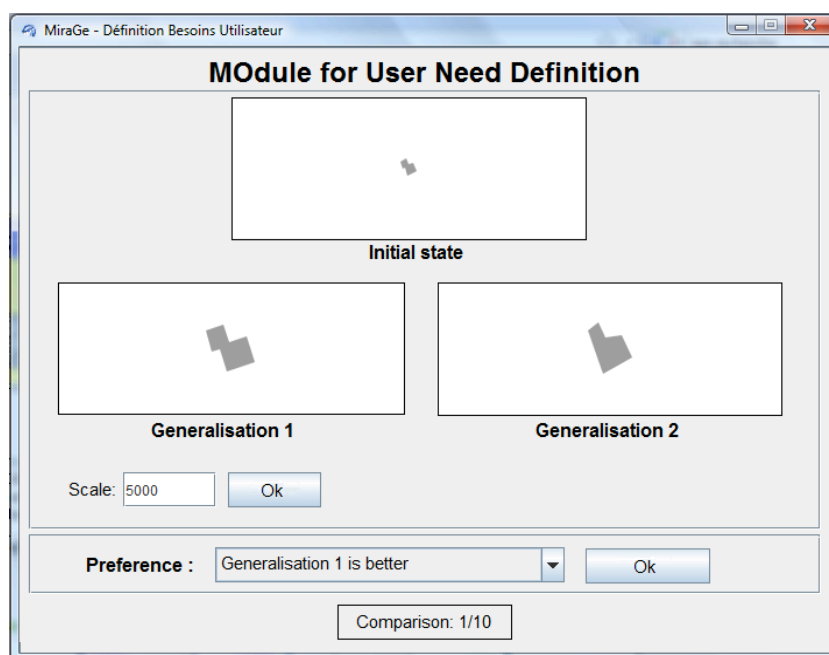 MiraGe - Définition Besoins Utilisateur
MOdule for User Need Definition
Initial state
Generalisation 1
Generalisation 2
Scale: 5000 Ok
Preference : Generalisation 1 is better Ok
Comparison: 1/10